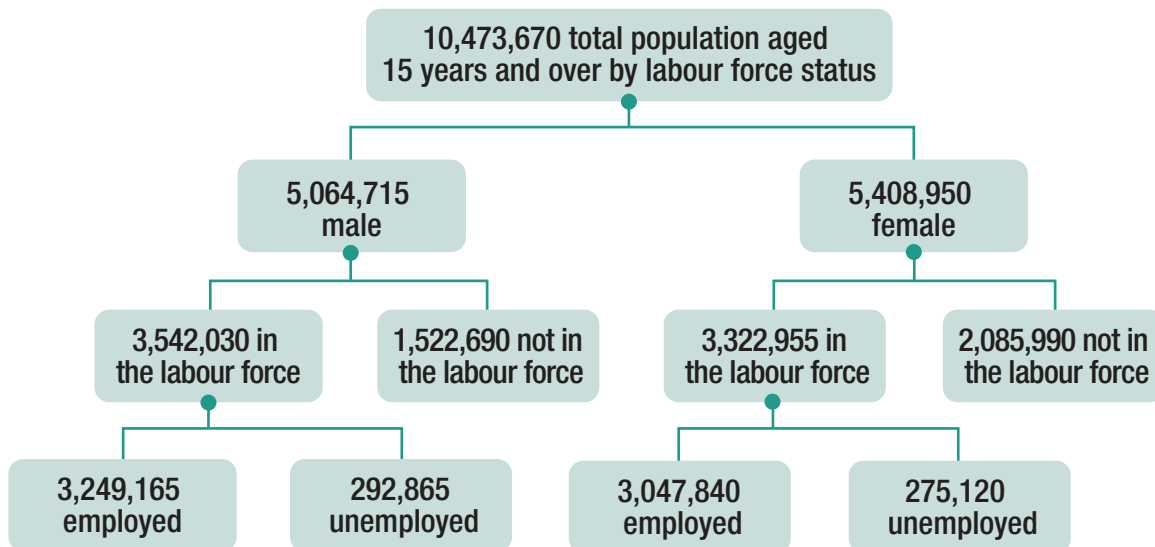 10,473,670 total population aged
15 years and over by labour force status
5,064,715
male
5,408,950
female
3,542,030 in
the labour force
1,522,690 not in
the labour force
3,322,955 in
the labour force
2,085,990 not in
the labour force
3,249,165
employed
292,865
unemployed
3,047,840
employed
275,120
unemployed